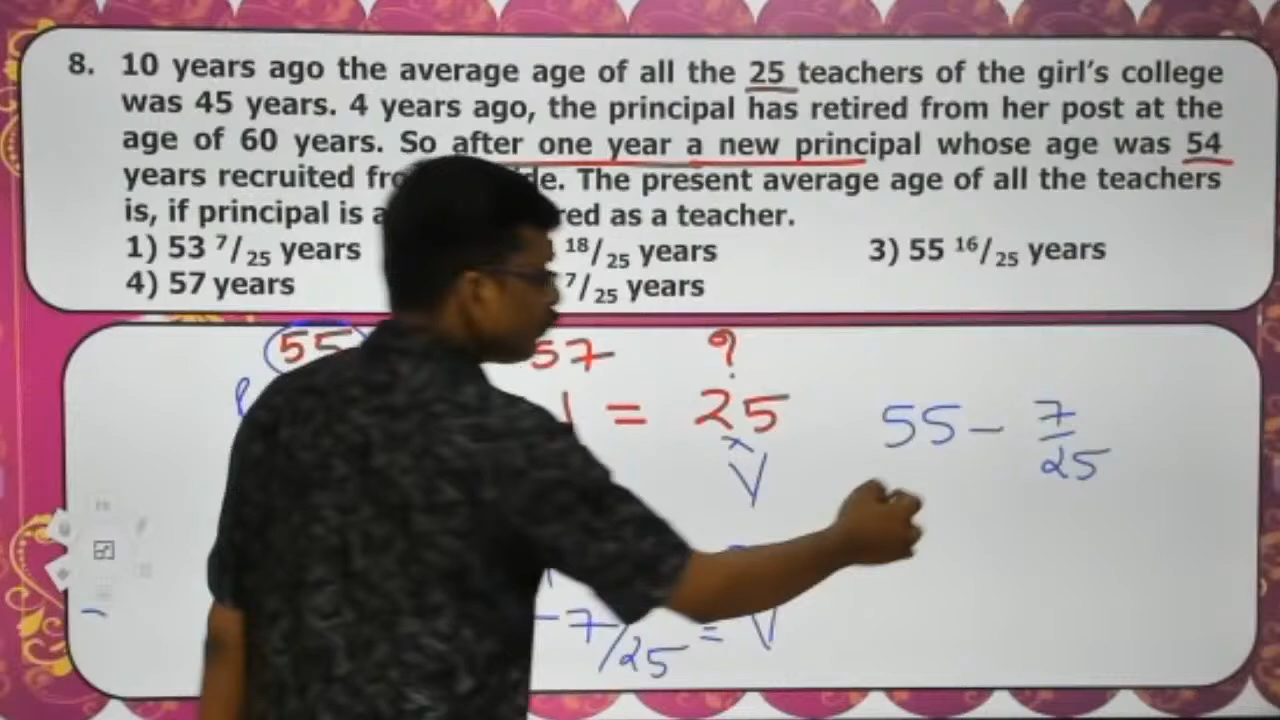 8. 10 years ago the average age of all the 25 teachers of the girl's college
was 45 years. 4 years ago, the principal has retired from her post at the
age of 60 years. So after one year a new principal whose age was 54
years recruited The present average age of all the teachers
is, if principal is as a teacher.
1) 53 7/25 years 18/25 years 3) 55 16/25 years
4) 57 years 7/25 years
55 57 ?
1 = 25 55 - 7/25
V
- 7/25 = V